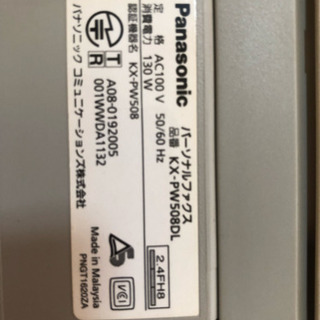 Panasonic
パーソナルファクス
品番 KX-PW508DL
定 格 AC100 V 50/60 Hz
消費電力 130 W
認証機器名 KX-PW508
T
R
A08-0192005
001WWDA1132
パナソニック コミュニケーションズ株式会社
2.4FH8
VCCI
Made in Malaysia
PNGT1620ZA